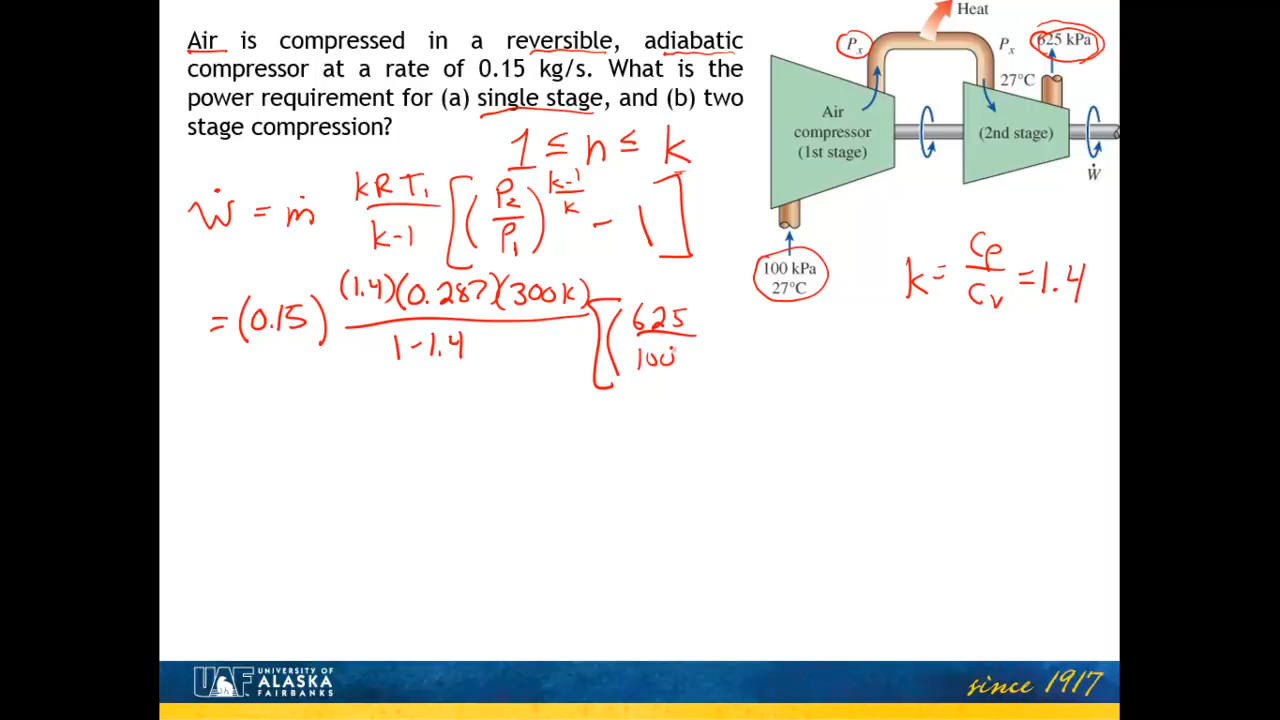 Air is compressed in a reversible, adiabatic
compressor at a rate of 0.15 kg/s. What is the
power requirement for (a) single stage, and (b) two
stage compression?
1 ≤ n ≤ k
Ẇ = ṁ kRT₁/(k-1) [(P₂/P₁)^((k-1)/k) - 1]
= (0.15) (1.4)(0.287)(300K)/(1-1.4) [(625/100
Heat
Pₓ
Pₓ
625 kPa
27°C
Air
compressor
(1st stage)
(2nd stage)
Ẇ
100 kPa
27°C
k = Cp/Cv = 1.4
UAF UNIVERSITY OF
ALASKA
FAIRBANKS
since 1917